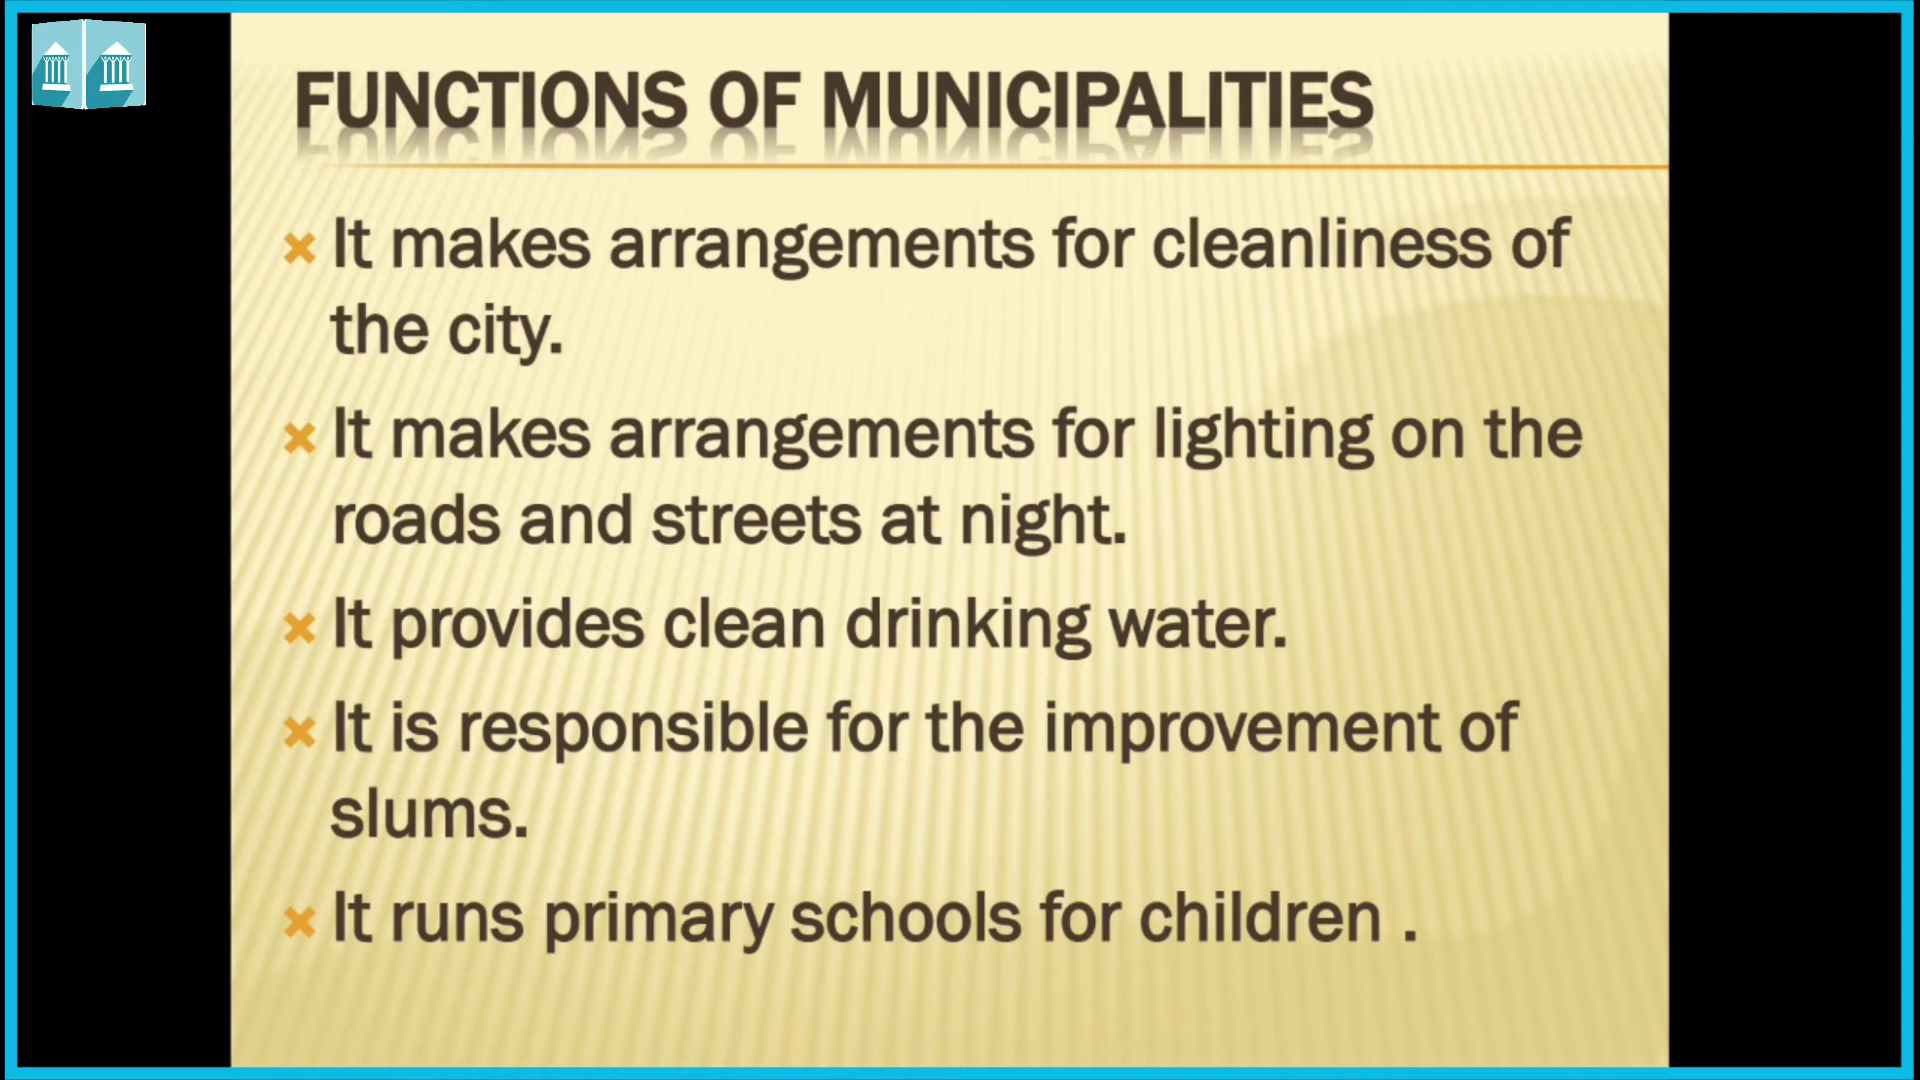 FUNCTIONS OF MUNICIPALITIES
It makes arrangements for cleanliness of
the city.
It makes arrangements for lighting on the
roads and streets at night.
It provides clean drinking water.
It is responsible for the improvement of
slums.
It runs primary schools for children .